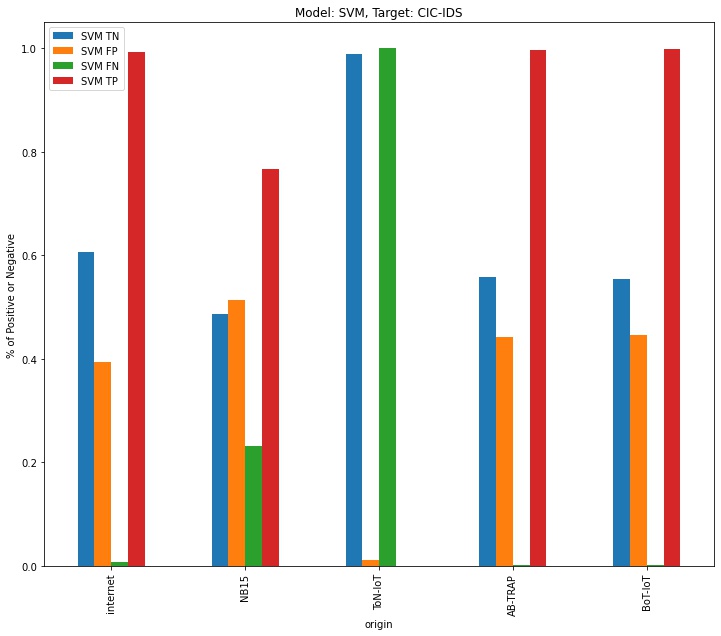 Model: SVM, Target: CIC-IDS
SVM TN
SVM FP
SVM FN
SVM TP
% of Positive or Negative
1.0
0.8
0.6
0.4
0.2
0.0
internet
NB15
ToN-IoT
AB-TRAP
BoT-IoT
origin